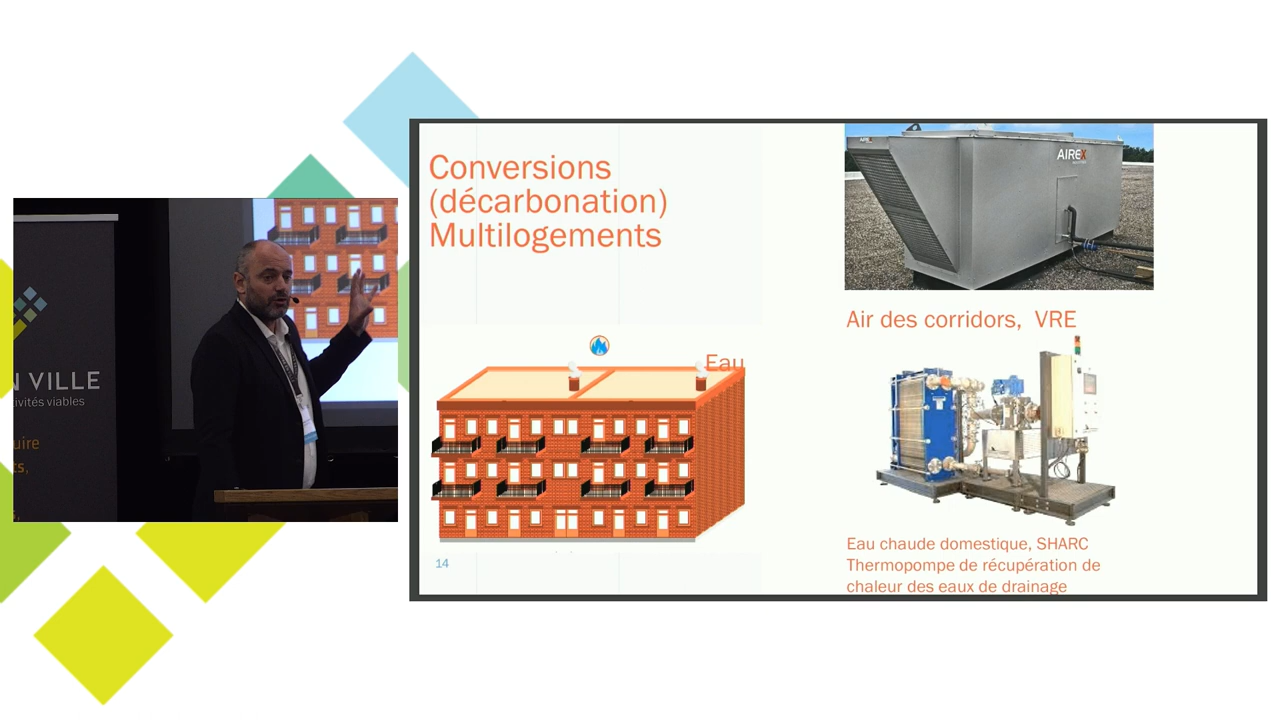 N VILLE
tivités viables
uire
ts,
s,
Conversions
(décarbonation)
Multilogements
Eau
14
AIREX
Air des corridors, VRE
Eau chaude domestique, SHARC
Thermopompe de récupération de
chaleur des eaux de drainage